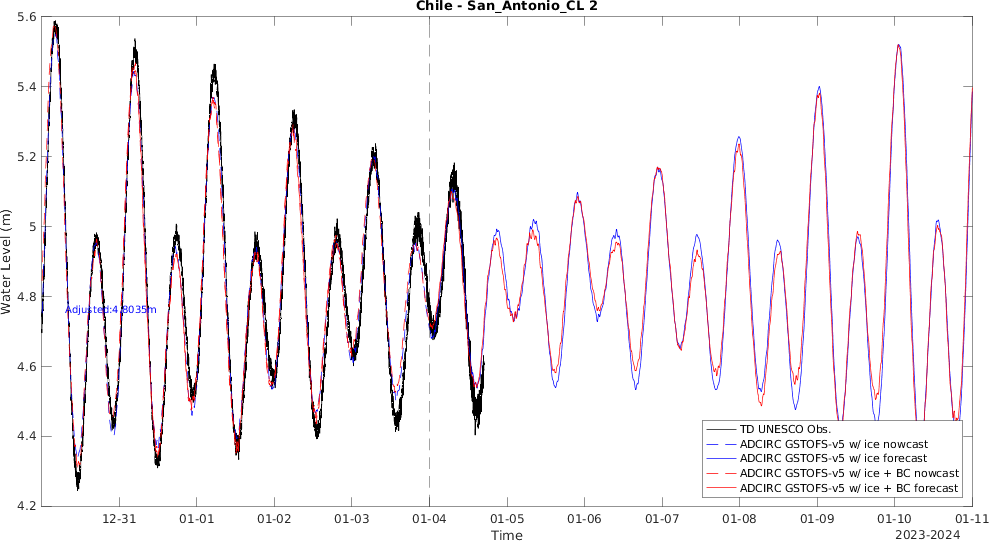 Chile - San_Antonio_CL 2
Water Level (m)
5.6
5.4
5.2
5
4.8
4.6
4.4
4.2
Adjusted:4.8035m
TD UNESCO Obs.
ADCIRC GSTOFS-v5 w/ ice nowcast
ADCIRC GSTOFS-v5 w/ ice forecast
ADCIRC GSTOFS-v5 w/ ice + BC nowcast
ADCIRC GSTOFS-v5 w/ ice + BC forecast
12-31 01-01 01-02 01-03 01-04 01-05 01-06 01-07 01-08 01-09 01-10 01-11
Time
2023-2024